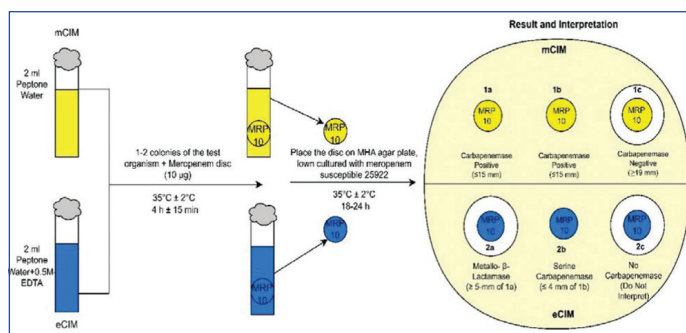 mCIM
2 ml
Peptone
Water
MRP
10
1-2 colonies of the test
organism + Meropenem disc
(10 µg)
35°C ± 2°C
4 h ± 15 min
2 ml
Peptone
Water+0.5M-
EDTA
eCIM
MRP
10
MRP
10
Place the disc on MHA agar plate,
lown cultured with meropenem
susceptible 25922
35°C ± 2°C
18-24 h
MRP
10
Result and Interpretation
mCIM
1a
1b
1c
MRP
10
MRP
10
MRP
10
Carbapenemase
Positive
(≤15 mm)
Carbapenemase
Positive
(≤15 mm)
Carbapenemase
Negative
(≥19 mm)
MRP
10
MRP
10
MRP
10
2a
2b
2c
Metallo- β-
Lactamase
(≥ 5-mm of 1a)
Serine
Carbapenemase
(≤ 4 mm of 1b)
No
Carbapenemase
(Do Not
Interpret)
eCIM